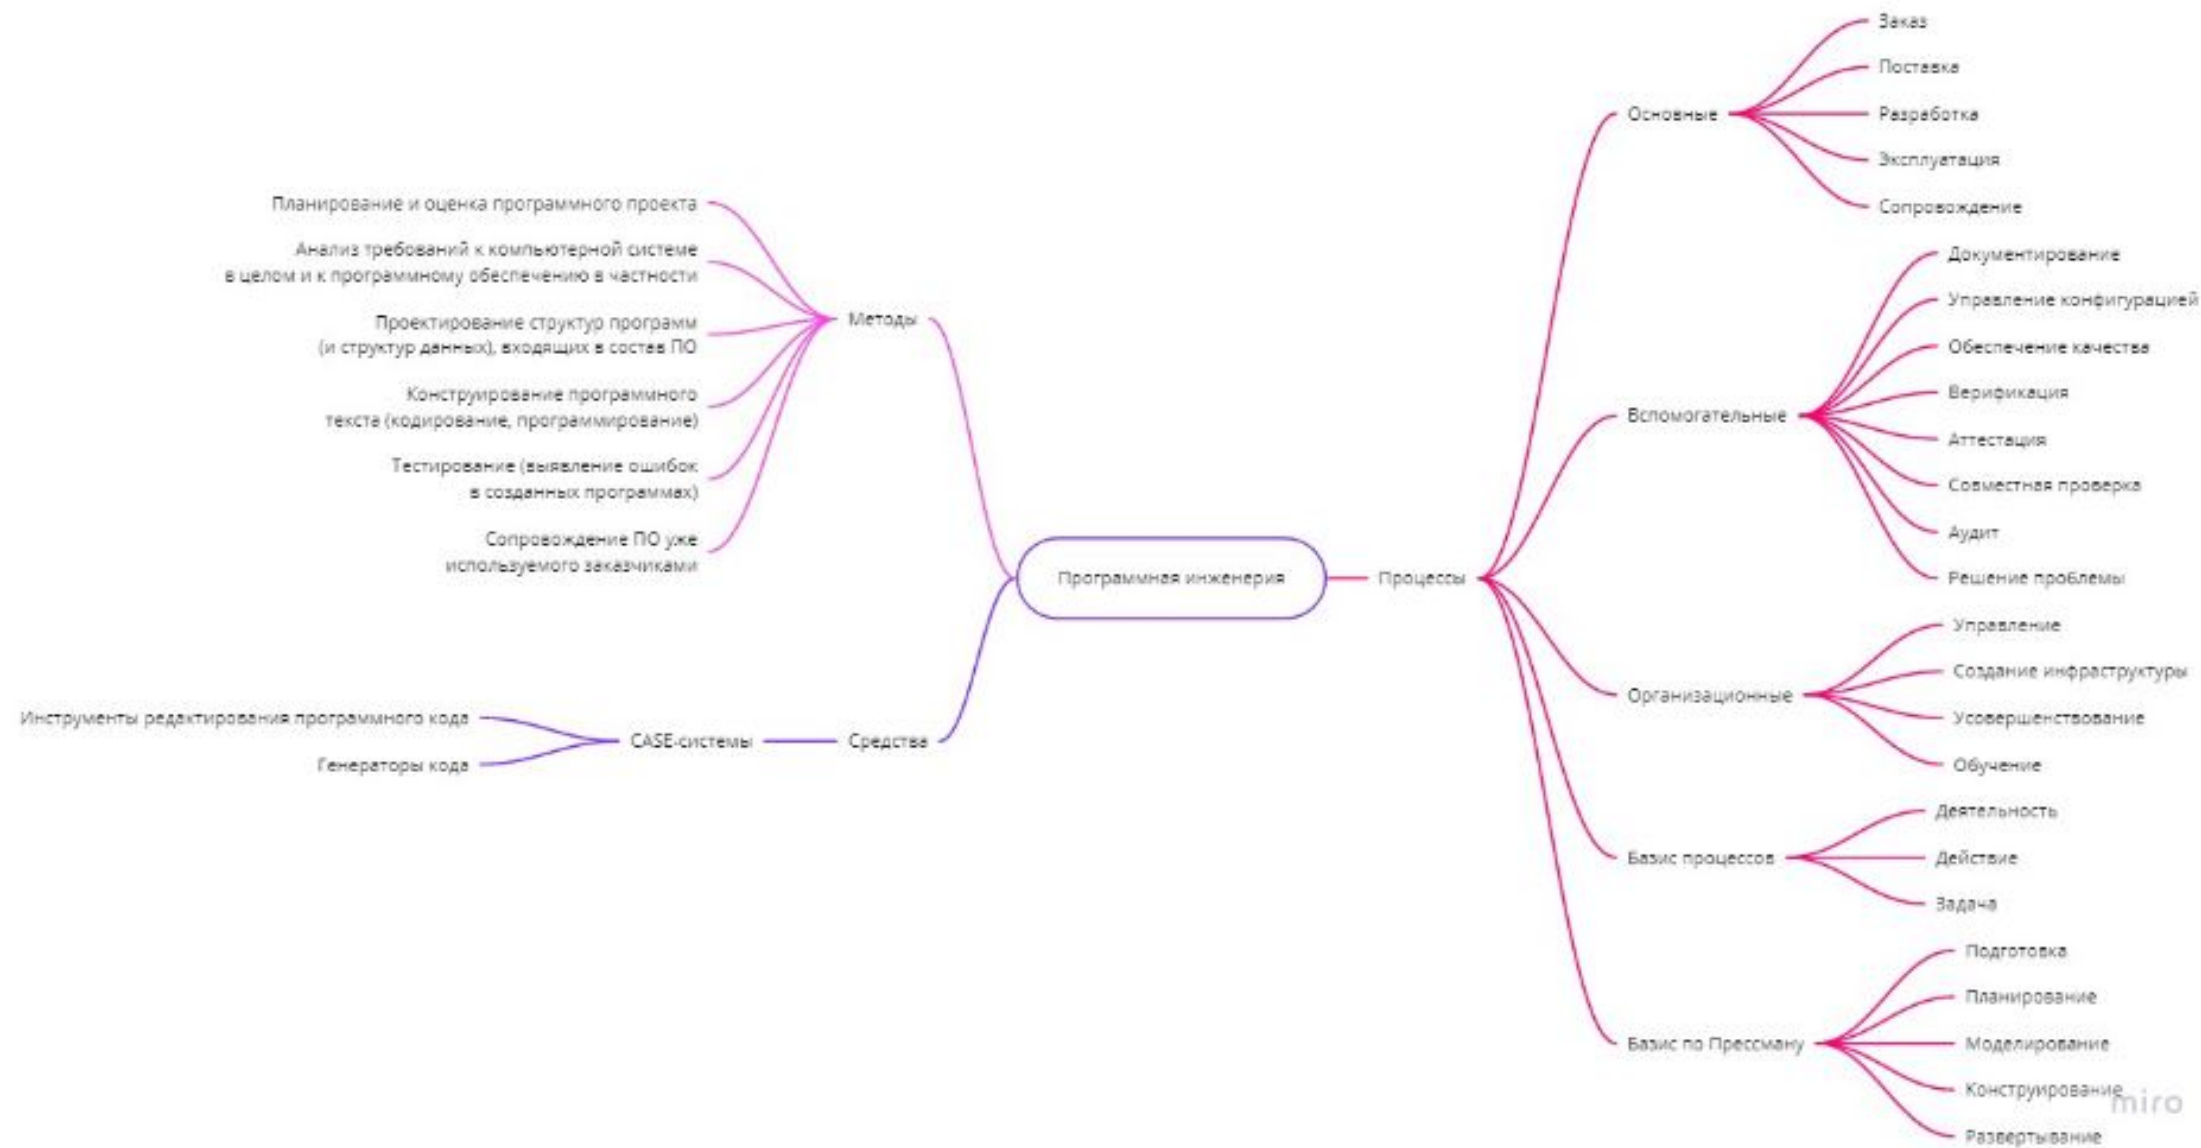 Планирование и оценка программного проекта
Анализ требований к компьютерной системе
в целом и к программному обеспечению в частности
Проектирование структур программ
(и структур данных), входящих в состав ПО
Конструирование программного
текста (кодирование, программирование)
Тестирование (выявление ошибок
в созданных программах)
Сопровождение ПО уже
используемого заказчиками
Методы
Инструменты редактирования программного кода
Генераторы кода
CASE-системы
Средства
Программная инженерия
Процессы
Основные
Заказ
Поставка
Разработка
Эксплуатация
Сопровождение
Вспомогательные
Документирование
Управление конфигурацией
Обеспечение качества
Верификация
Аттестация
Совместная проверка
Аудит
Решение проблемы
Организационные
Управление
Создание инфраструктуры
Усовершенствование
Обучение
Базис процессов
Деятельность
Действие
Задача
Базис по Прессману
Подготовка
Планирование
Моделирование
Конструирование
Развертывание
miro